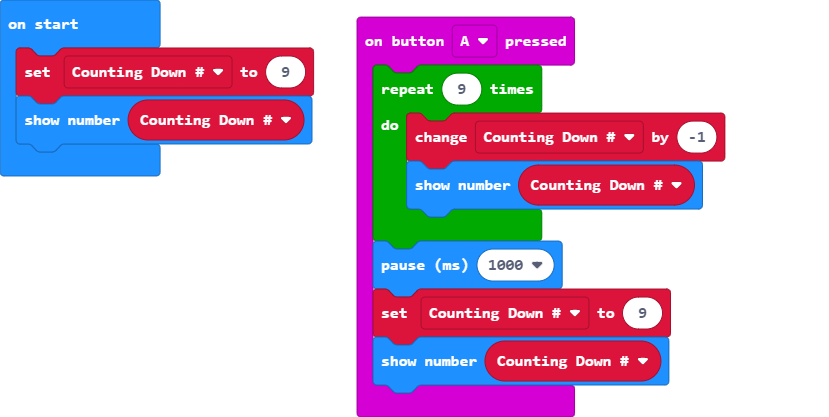 on start
set Counting Down # to 9
show number Counting Down #
on button A pressed
repeat 9 times
do
change Counting Down # by -1
show number Counting Down #
pause (ms) 1000
set Counting Down # to 9
show number Counting Down #